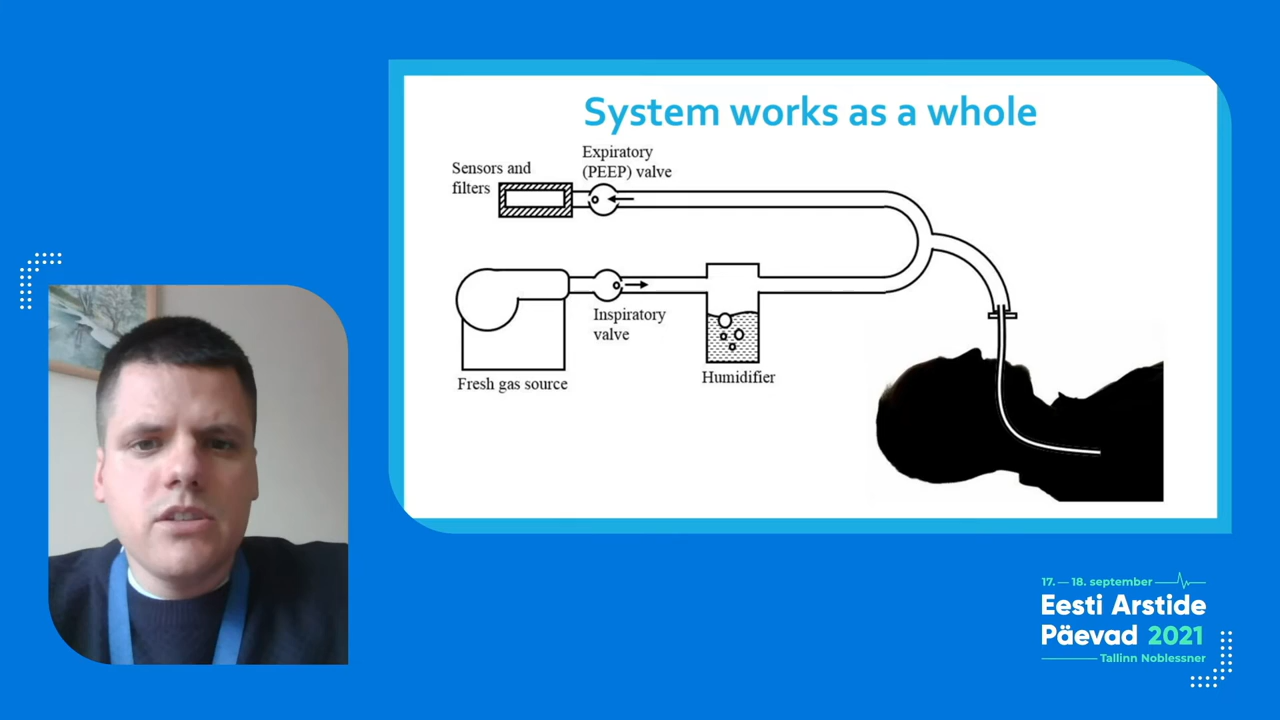 System works as a whole
Expiratory
(PEEP) valve
Sensors and
filters
Inspiratory
valve
Fresh gas source
Humidifier
17. — 18. september
Eesti Arstide
Päevad 2021
Tallinn Noblessner